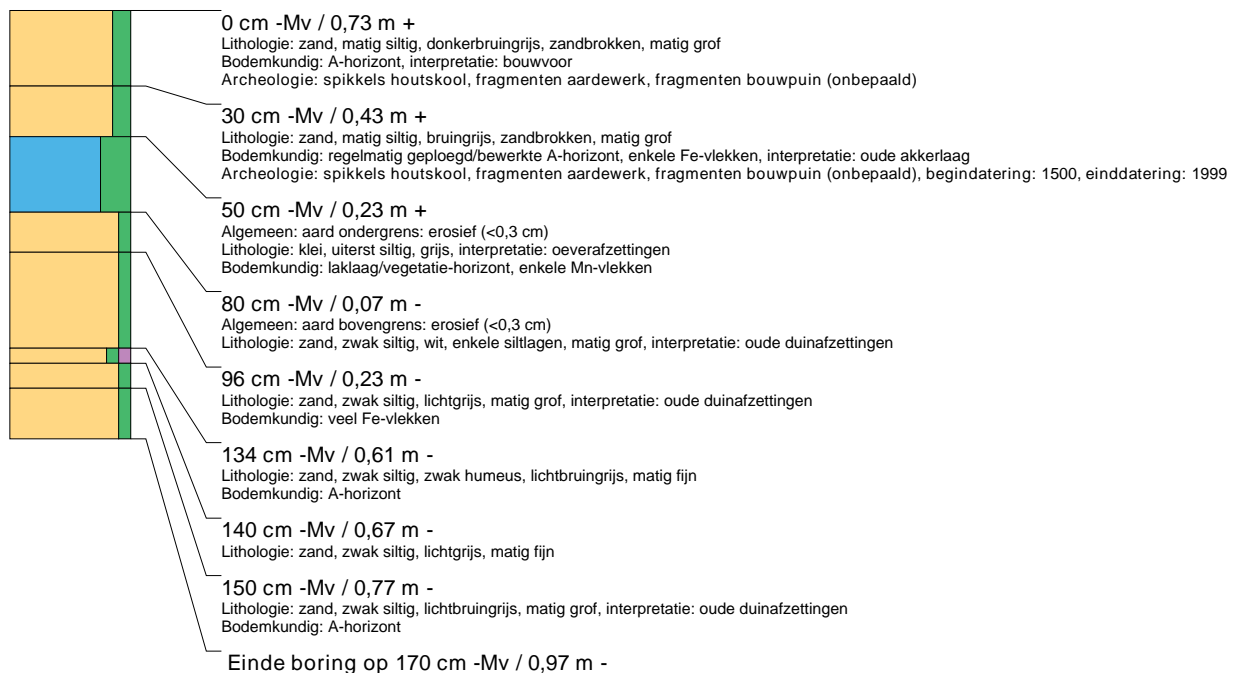 0 cm -Mv / 0,73 m +
Lithologie: zand, matig siltig, donkerbruingrijs, zandbrokken, matig grof
Bodemkundig: A-horizont, interpretatie: bouwvoor
Archeologie: spikkels houtskool, fragmenten aardewerk, fragmenten bouwpuin (onbepaald)
30 cm -Mv / 0,43 m +
Lithologie: zand, matig siltig, bruingrijs, zandbrokken, matig grof
Bodemkundig: regelmatig geploegd/bewerkte A-horizont, enkele Fe-vlekken, interpretatie: oude akkerlaag
Archeologie: spikkels houtskool, fragmenten aardewerk, fragmenten bouwpuin (onbepaald), begindatering: 1500, einddatering: 1999
50 cm -Mv / 0,23 m +
Algemeen: aard ondergrens: erosief (<0,3 cm)
Lithologie: klei, uiterst siltig, grijs, interpretatie: oeverafzettingen
Bodemkundig: laklaag/vegetatie-horizont, enkele Mn-vlekken
80 cm -Mv / 0,07 m -
Algemeen: aard bovengrens: erosief (<0,3 cm)
Lithologie: zand, zwak siltig, wit, enkele siltlagen, matig grof, interpretatie: oude duinafzettingen
96 cm -Mv / 0,23 m -
Lithologie: zand, zwak siltig, lichtgrijs, matig grof, interpretatie: oude duinafzettingen
Bodemkundig: veel Fe-vlekken
134 cm -Mv / 0,61 m -
Lithologie: zand, zwak siltig, zwak humeus, lichtbruingrijs, matig fijn
Bodemkundig: A-horizont
140 cm -Mv / 0,67 m -
Lithologie: zand, zwak siltig, lichtgrijs, matig fijn
150 cm -Mv / 0,77 m -
Lithologie: zand, zwak siltig, lichtbruingrijs, matig grof, interpretatie: oude duinafzettingen
Bodemkundig: A-horizont
Einde boring op 170 cm -Mv / 0,97 m -